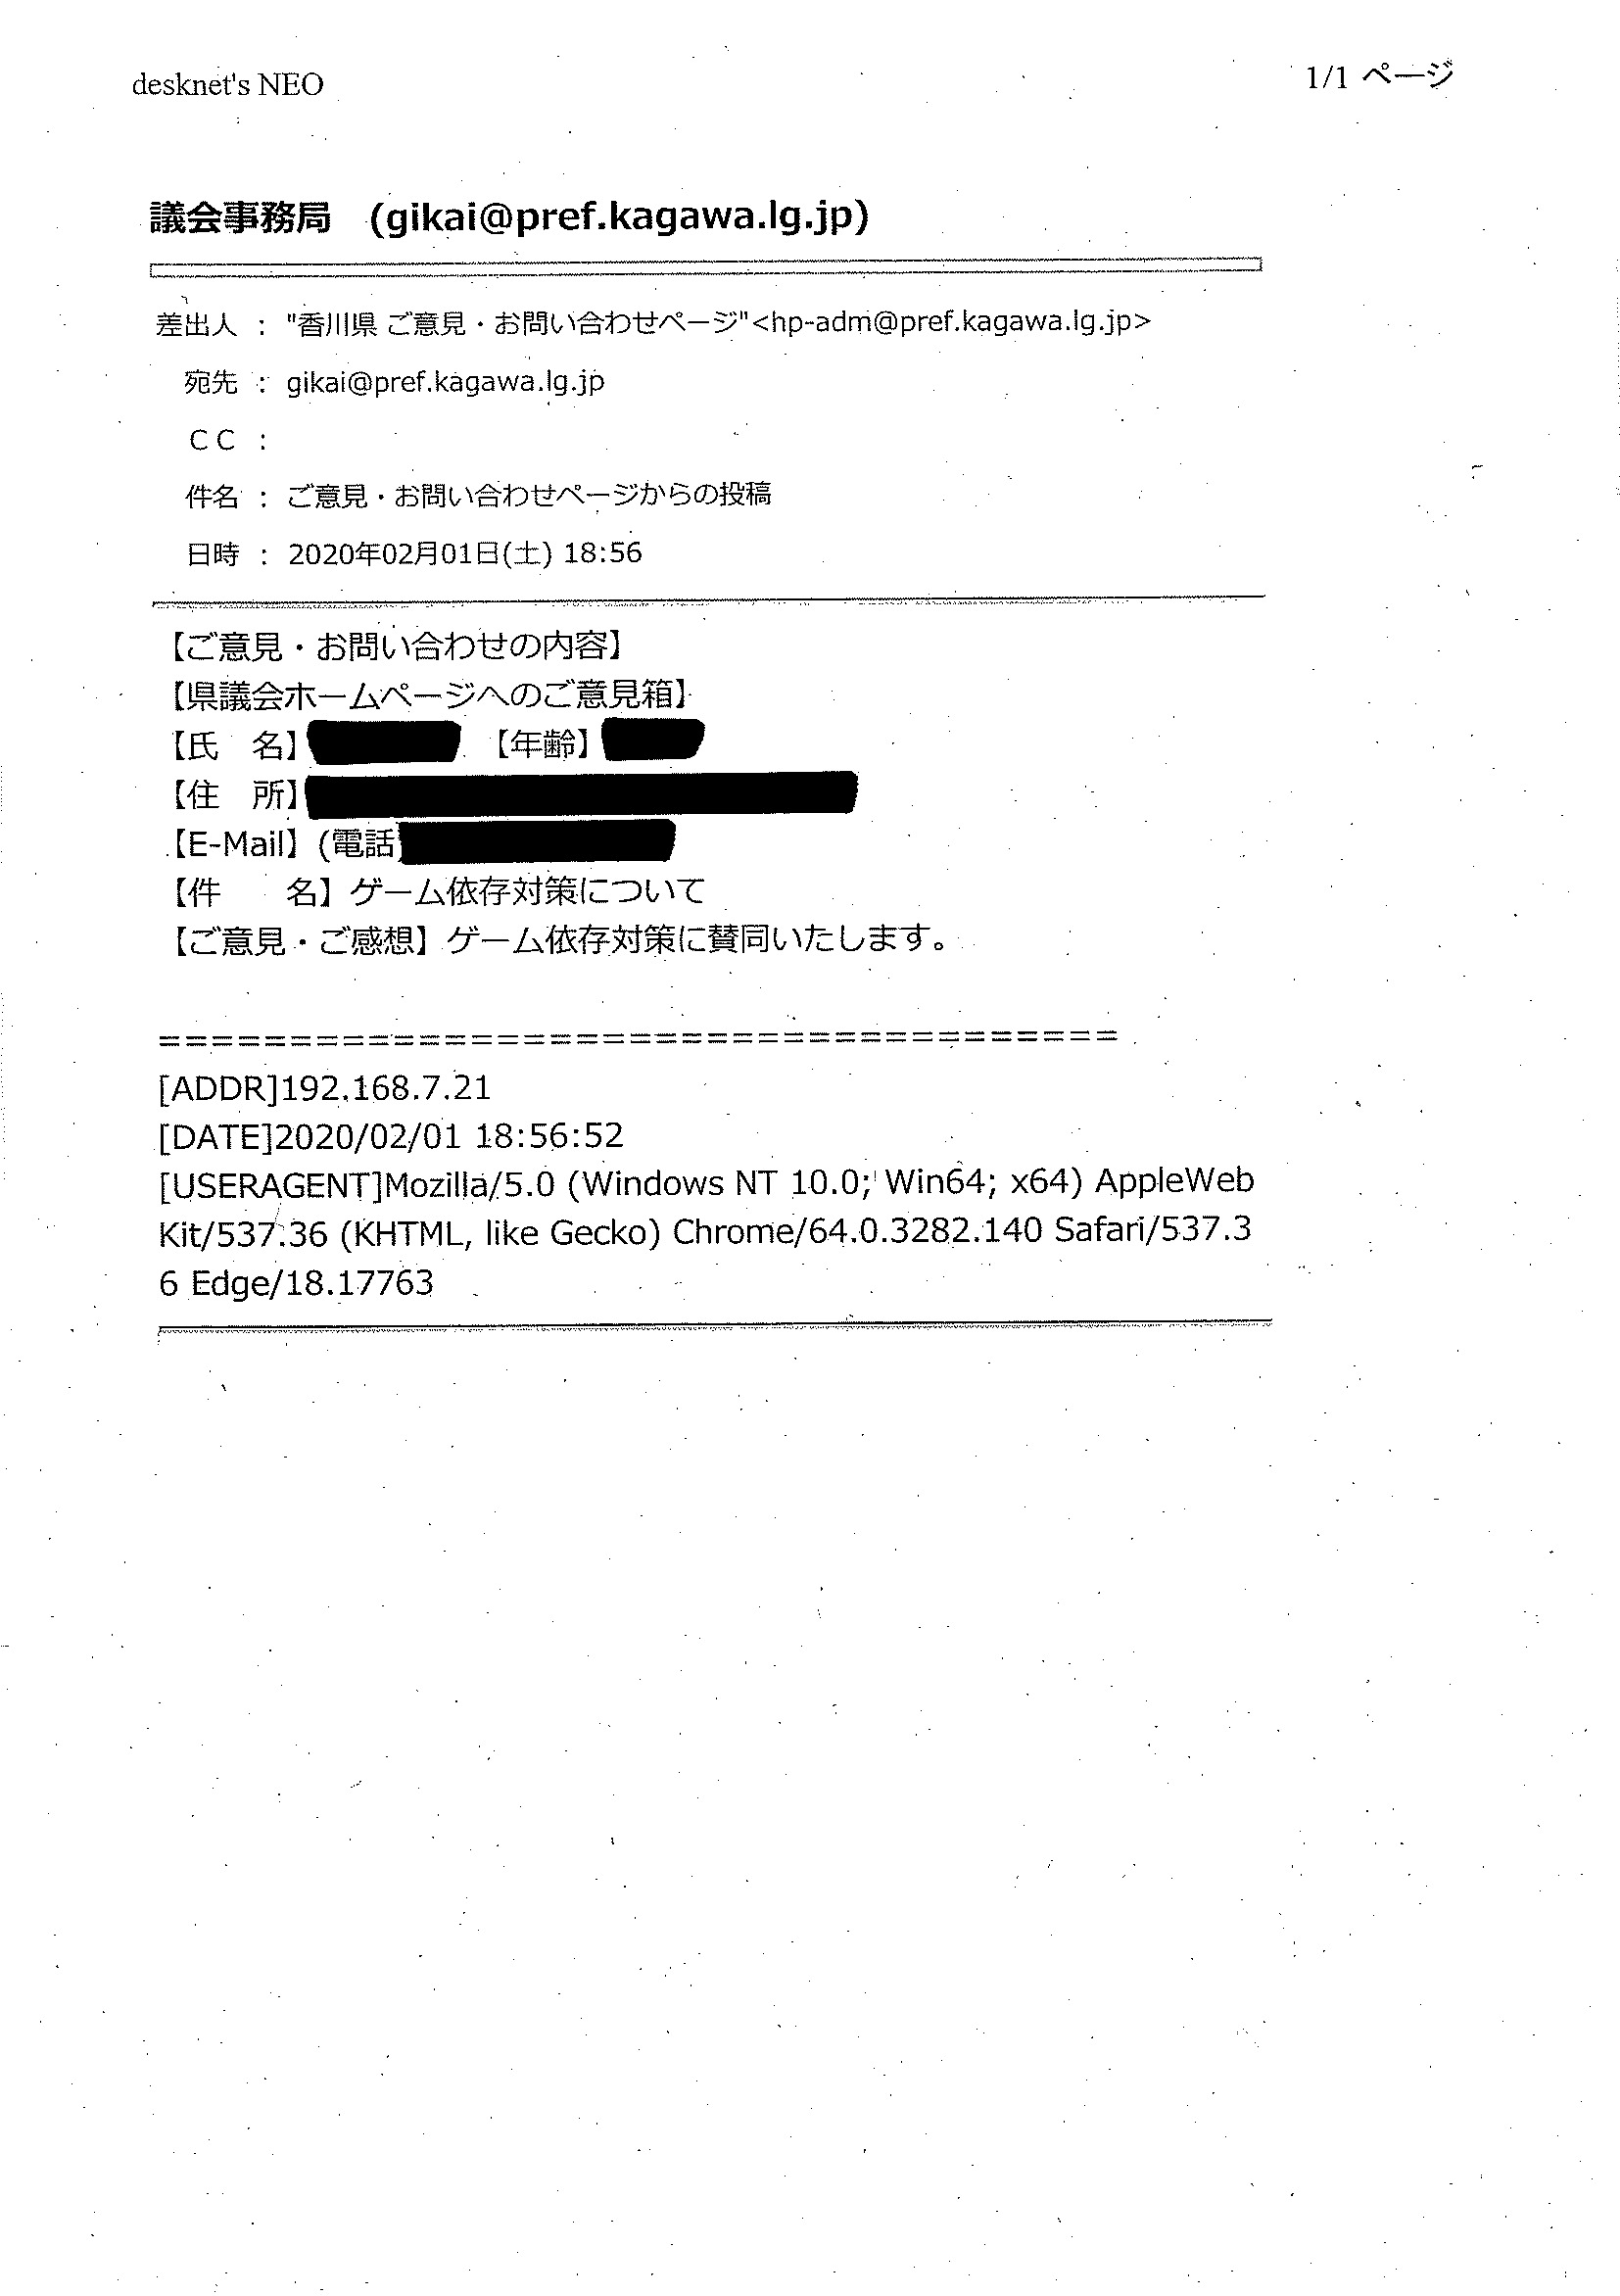 desknet's NEO
1/1 ページ
議会事務局 (gikai@pref.kagawa.lg.jp)
差出人 : "香川県 ご意見・お問い合わせページ"<hp-adm@pref.kagawa.lg.jp>
宛先 : gikai@pref.kagawa.lg.jp
CC :
件名 : ご意見・お問い合わせページからの投稿
日時 : 2020年02月01日(土) 18:56
【ご意見・お問い合わせの内容】
【県議会ホームページへのご意見箱】
【氏　名】 【年齢】
【住　所】
【E-Mail】(電話
【件　　名】ゲーム依存対策について
【ご意見・ご感想】ゲーム依存対策に賛同いたします。
=====================================
[ADDR]192.168.7.21
[DATE]2020/02/01 18:56:52
[USERAGENT]Mozilla/5.0 (Windows NT 10.0; Win64; x64) AppleWeb
Kit/537.36 (KHTML, like Gecko) Chrome/64.0.3282.140 Safari/537.3
6 Edge/18.17763